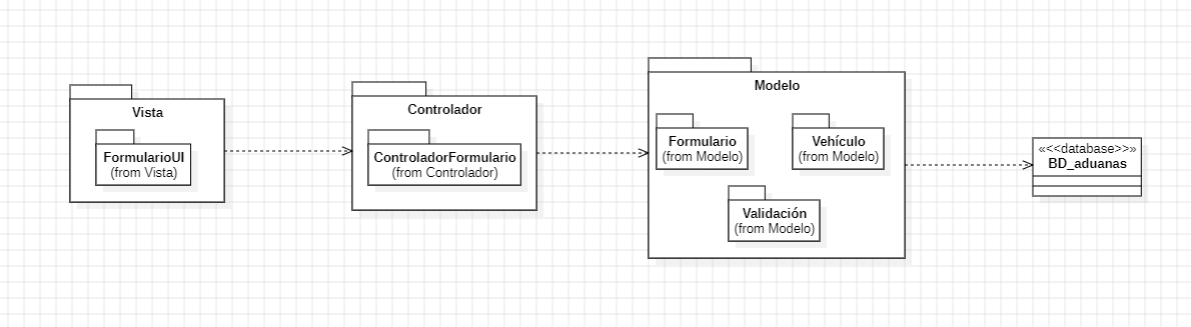 Vista
FormularioUI
(from Vista)
Controlador
ControladorFormulario
(from Controlador)
Modelo
Formulario
(from Modelo)
Vehículo
(from Modelo)
Validación
(from Modelo)
«<<database>>»
BD_aduanas